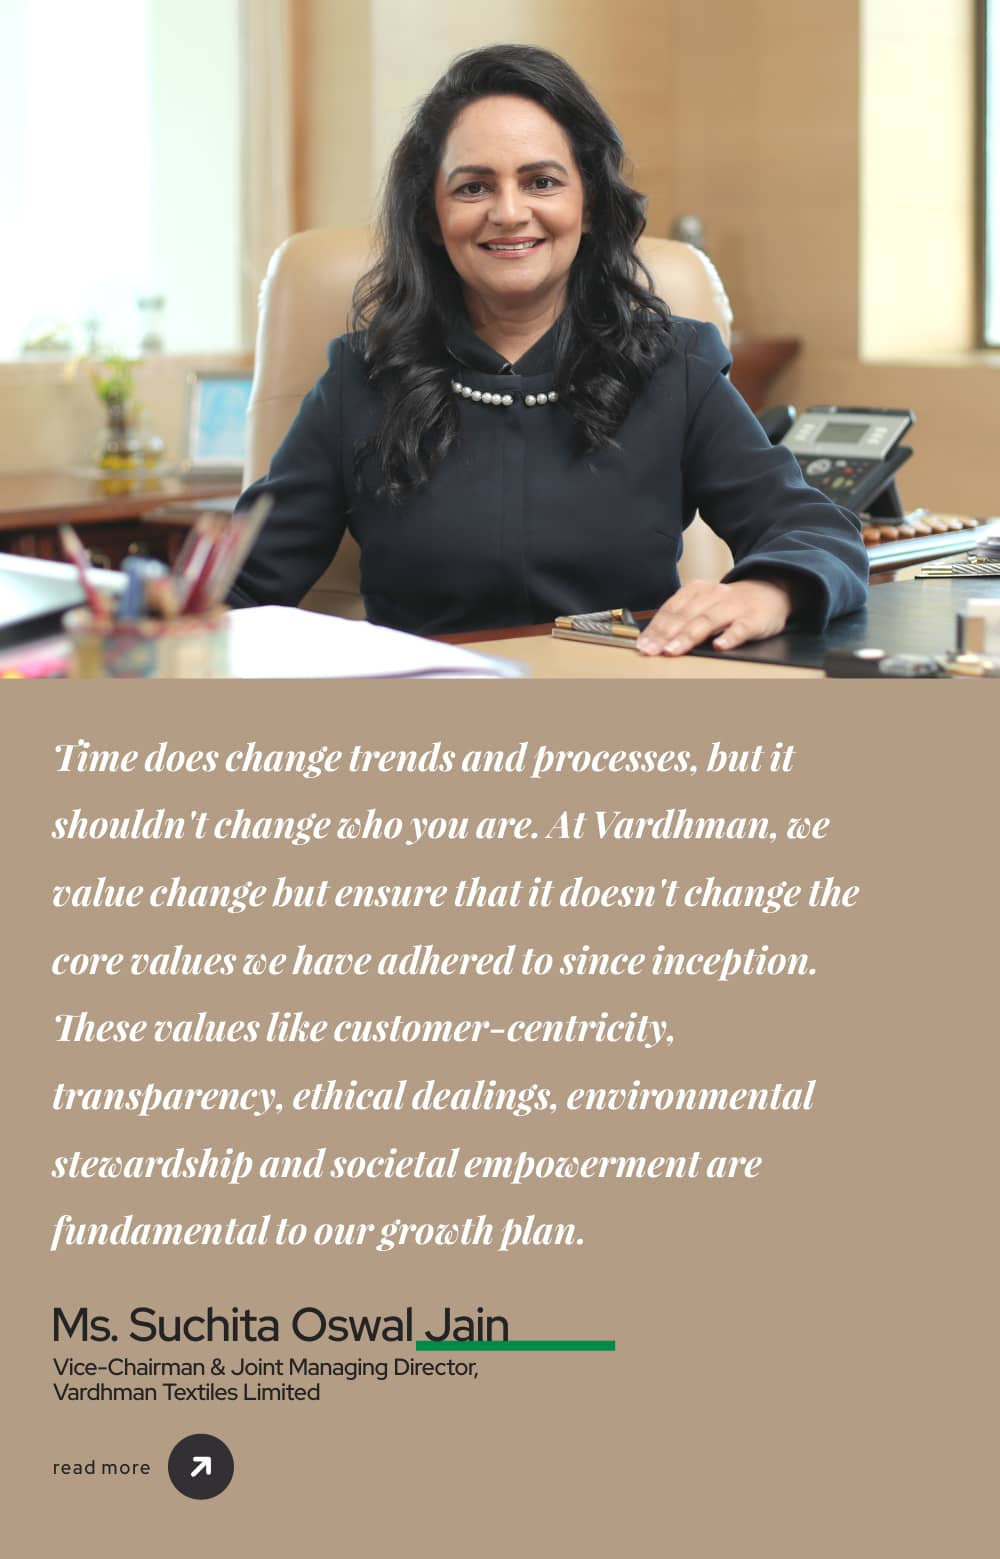 Time does change trends and processes, but it
shouldn't change who you are. At Vardhman, we
value change but ensure that it doesn't change the
core values we have adhered to since inception.
These values like customer-centricity,
transparency, ethical dealings, environmental
stewardship and societal empowerment are
fundamental to our growth plan.
Ms. Suchita Oswal Jain
Vice-Chairman & Joint Managing Director,
Vardhman Textiles Limited
read more